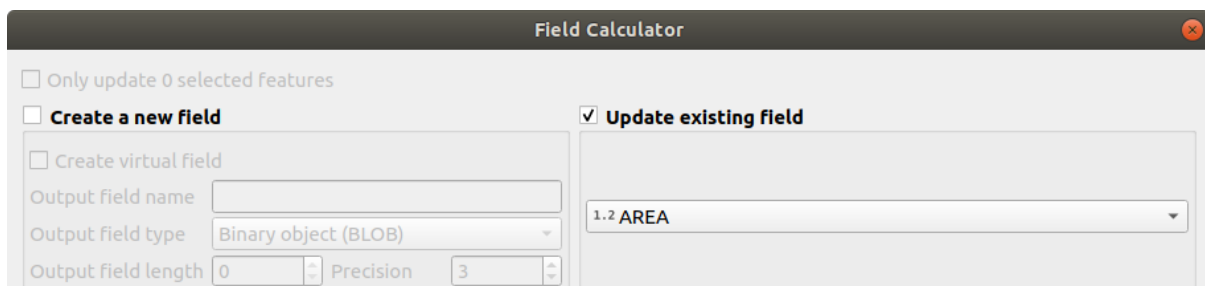 Field Calculator
Only update 0 selected features
Create a new field
Update existing field
Create virtual field
Output field name
1.2 AREA
Output field type Binary object (BLOB)
Output field length 0 Precision 3